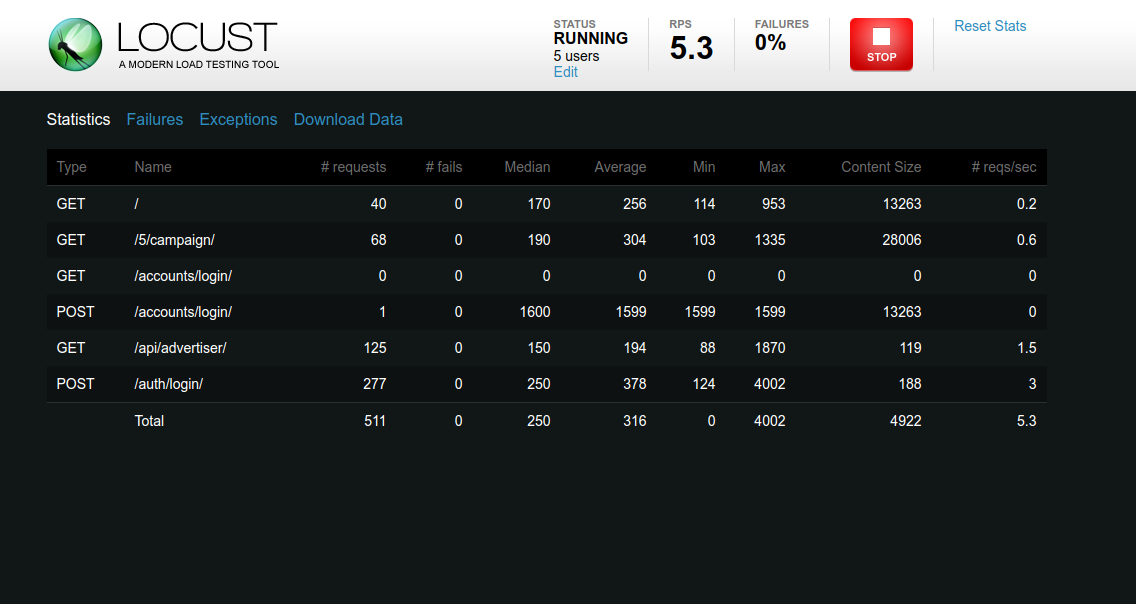 LOCUST
A MODERN LOAD TESTING TOOL
STATUS
RUNNING
5 users
Edit
RPS
5.3
FAILURES
0%
STOP
Reset Stats
Statistics Failures Exceptions Download Data
Type Name # requests # fails Median Average Min Max Content Size # reqs/sec
GET / 40 0 170 256 114 953 13263 0.2
GET /5/campaign/ 68 0 190 304 103 1335 28006 0.6
GET /accounts/login/ 0 0 0 0 0 0 0 0
POST /accounts/login/ 1 0 1600 1599 1599 1599 13263 0
GET /api/advertiser/ 125 0 150 194 88 1870 119 1.5
POST /auth/login/ 277 0 250 378 124 4002 188 3
Total 511 0 250 316 0 4002 4922 5.3